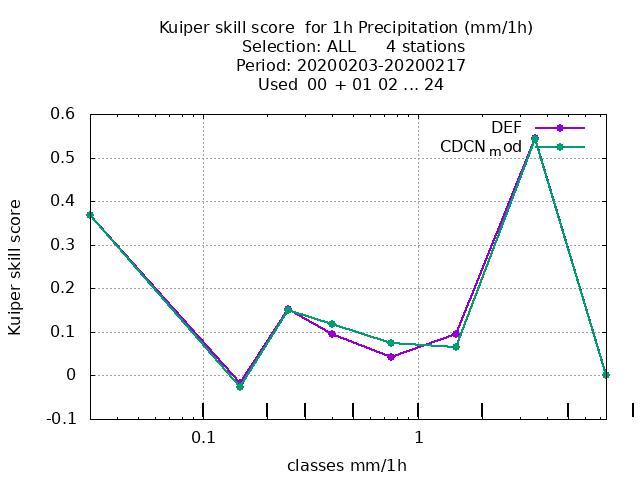 Kuiper skill score  for 1h Precipitation (mm/1h)
Selection: ALL      4 stations
Period: 20200203-20200217
Used  00  + 01 02 ... 24
0.6
0.5
0.4
0.3
0.2
0.1
0
-0.1
Kuiper skill score
DEF
CDCN_mod
0.1
1
classes mm/1h